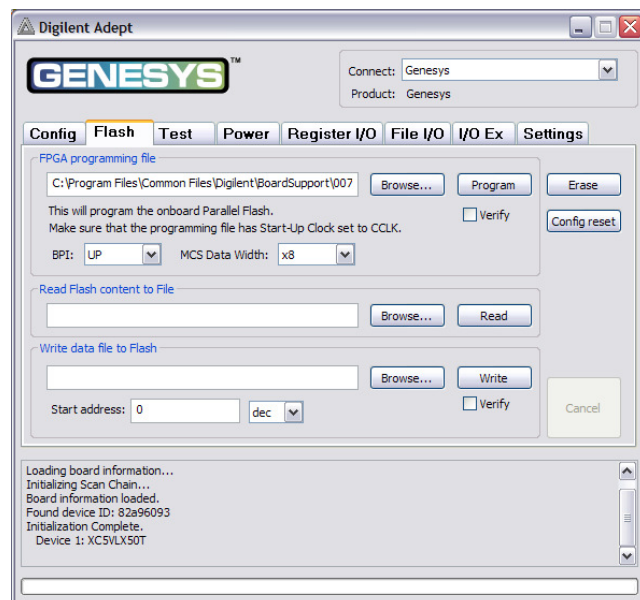 Digilent Adept
GENESYS™
Connect: Genesys
Product: Genesys
Config Flash Test Power Register I/O File I/O I/O Ex Settings
FPGA programming file
C:\Program Files\Common Files\Digilent\BoardSupport\007 Browse... Program Erase
This will program the onboard Parallel Flash.
Make sure that the programming file has Start-Up Clock set to CCLK.
Verify Config reset
BPI: UP MCS Data Width: x8
Read Flash content to File
Browse... Read
Write data file to Flash
Browse... Write
Start address: 0 dec Verify Cancel
Loading board information...
Initializing Scan Chain...
Board information loaded.
Found device ID: 82a96093
Initialization Complete.
Device 1: XC5VLX50T